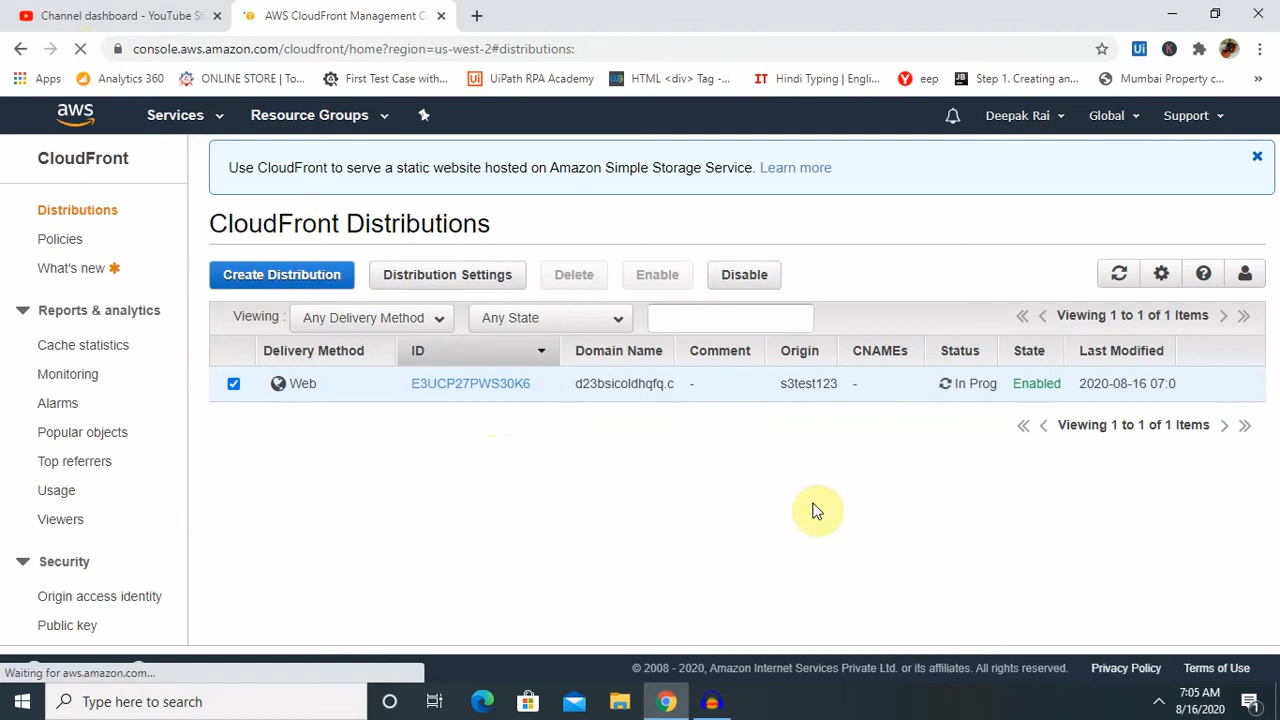 Channel dashboard - YouTube St
AWS CloudFront Management C
console.aws.amazon.com/cloudfront/home?region=us-west-2#distributions:
Apps
Analytics 360
ONLINE STORE | To...
First Test Case with...
UiPath RPA Academy
HTML <div> Tag -...
Hindi Typing | Engli...
eep
Step 1. Creating an...
Mumbai Property c...
aws
Services
Resource Groups
Deepak Rai
Global
Support
CloudFront
Distributions
Policies
What's new
Reports & analytics
Cache statistics
Monitoring
Alarms
Popular objects
Top referrers
Usage
Viewers
Security
Origin access identity
Public key
Use CloudFront to serve a static website hosted on Amazon Simple Storage Service. Learn more
CloudFront Distributions
Create Distribution
Distribution Settings
Delete
Enable
Disable
Viewing :
Any Delivery Method
Any State
Viewing 1 to 1 of 1 Items
Delivery Method
ID
Domain Name
Comment
Origin
CNAMEs
Status
State
Last Modified
Web
E3UCP27PWS30K6
d23bsicoldhqfq.c
-
s3test123
-
In Prog
Enabled
2020-08-16 07:0
Viewing 1 to 1 of 1 Items
Waiting for aws.amazon.com...
© 2008 - 2020, Amazon Internet Services Private Ltd. or its affiliates. All rights reserved.
Privacy Policy
Terms of Use
Type here to search
7:05 AM
8/16/2020
1